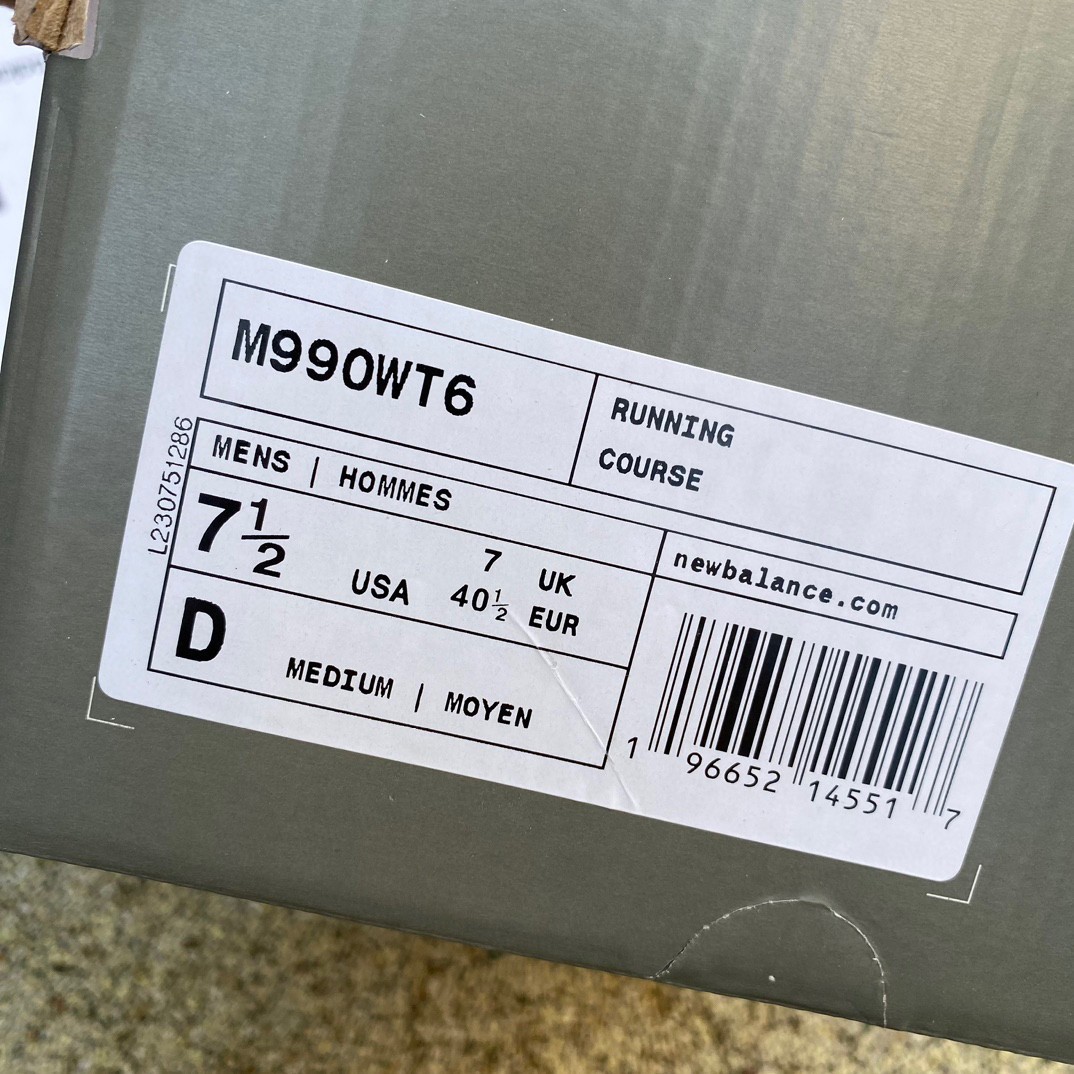 M990WT6
RUNNING
COURSE
L230751286
MENS | HOMMES
7½ USA
7 UK
40½ EUR
newbalance.com
D
MEDIUM | MOYEN
1 96652 14551 7